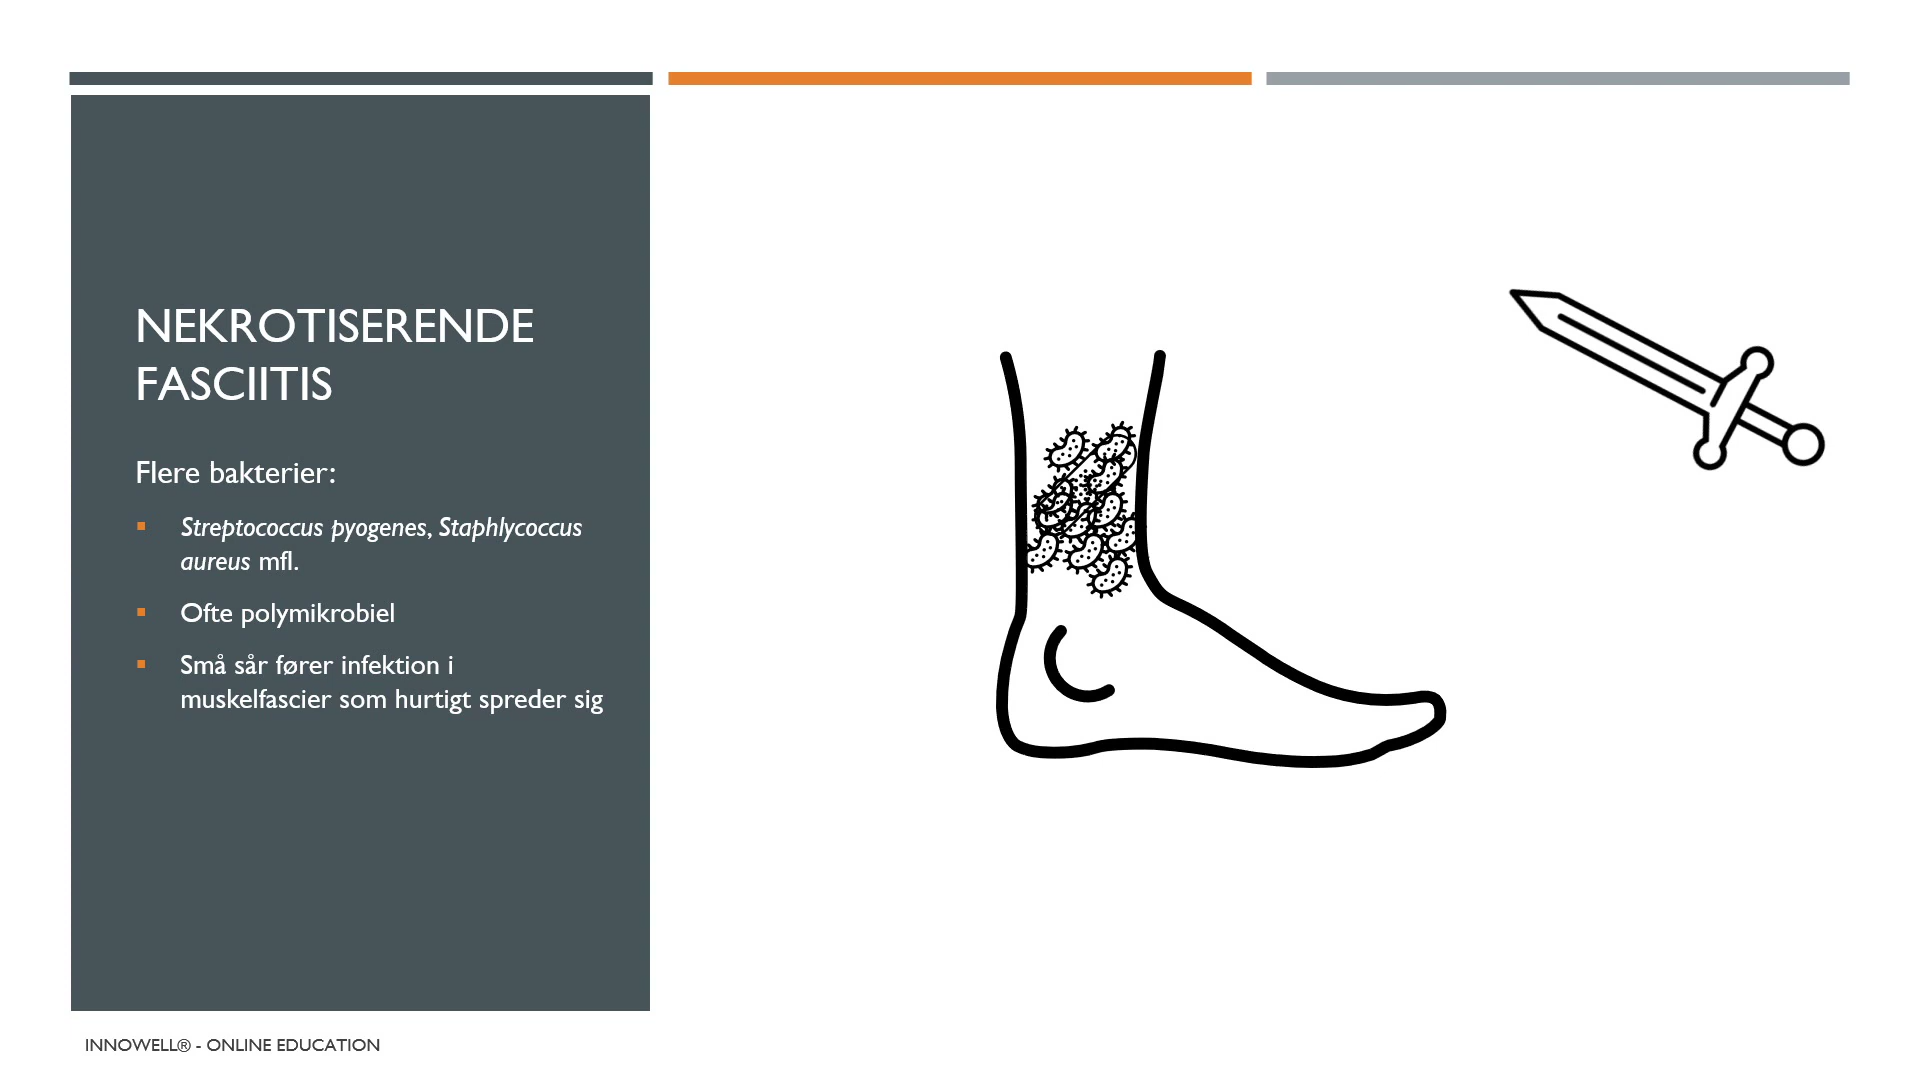 NEKROTISERENDE
FASCIITIS
Flere bakterier:
Streptococcus pyogenes, Staphlycoccus
aureus mfl.
Ofte polymikrobiel
Små sår fører infektion i
muskelfascier som hurtigt spreder sig
INNOWELL® - ONLINE EDUCATION